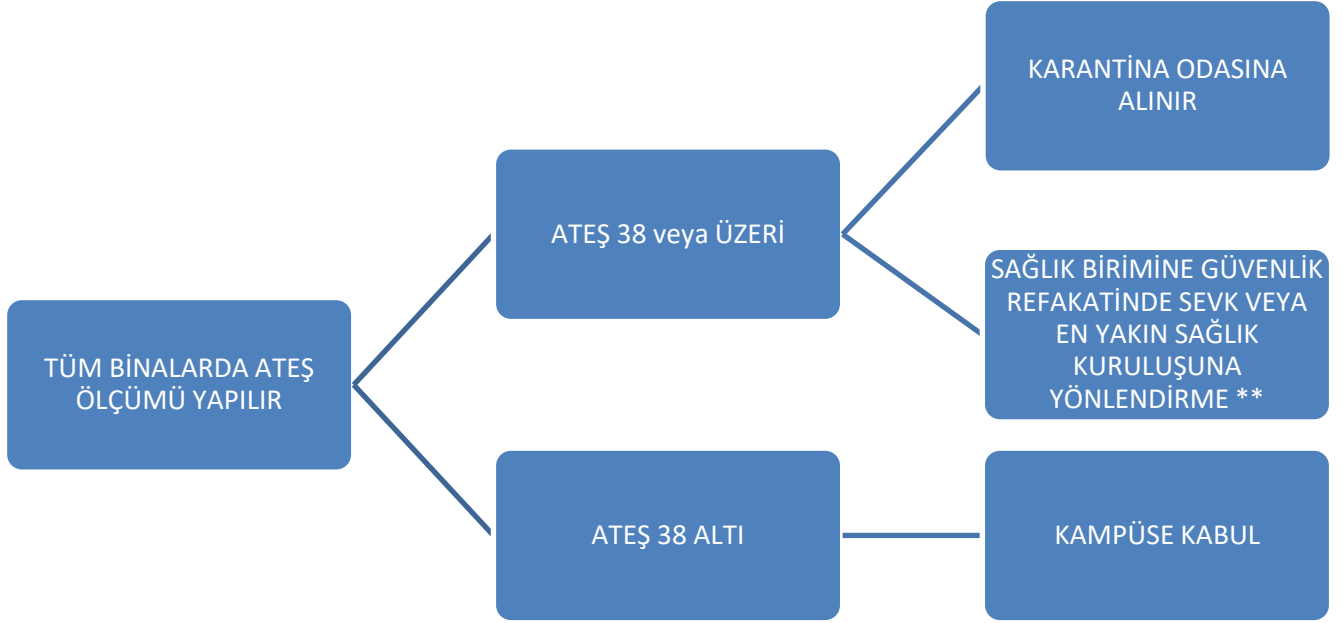 TÜM BİNALARDA ATEŞ
ÖLÇÜMÜ YAPILIR
ATEŞ 38 veya ÜZERİ
KARANTİNA ODASINA
ALINIR
SAĞLIK BİRİMİNE GÜVENLİK
REFAKATİNDE SEVK VEYA
EN YAKIN SAĞLIK
KURULUŞUNA
YÖNLENDİRME **
ATEŞ 38 ALTI
KAMPÜSE KABUL